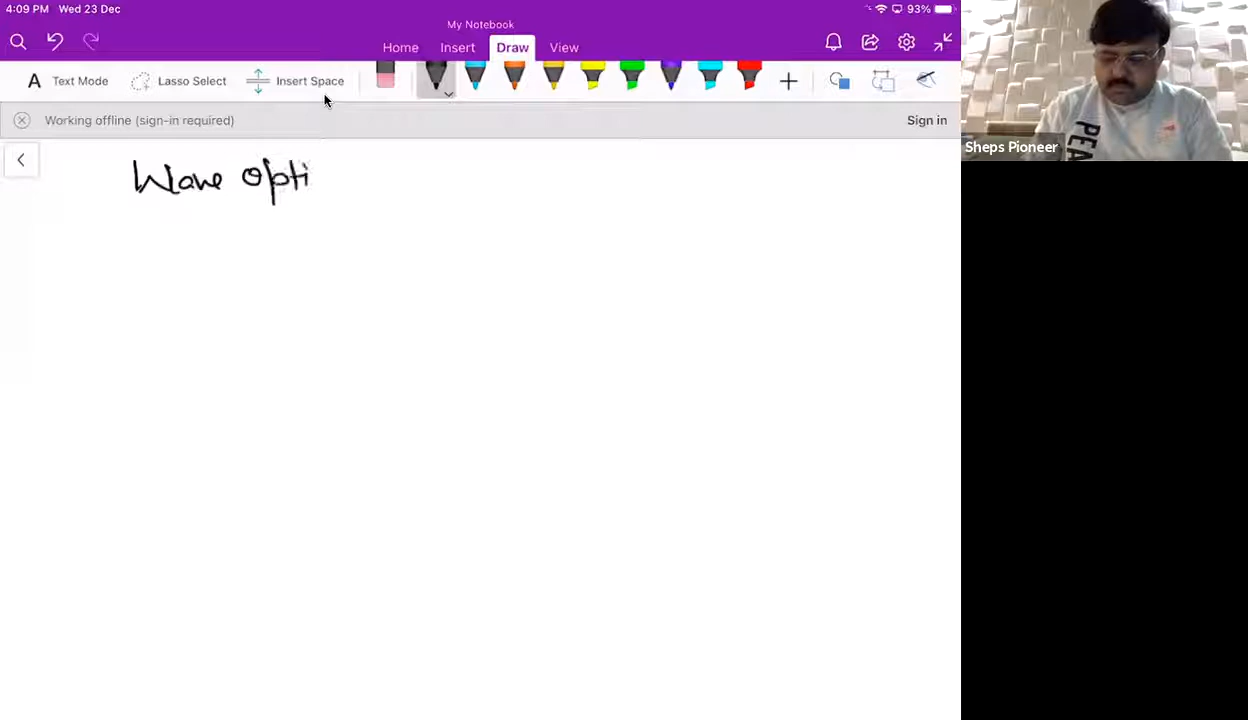 4:09 PM Wed 23 Dec
93%
My Notebook
Home Insert Draw View
A Text Mode Lasso Select Insert Space
Working offline (sign-in required) Sign in
Wave Opti
PEA
Sheps Pioneer